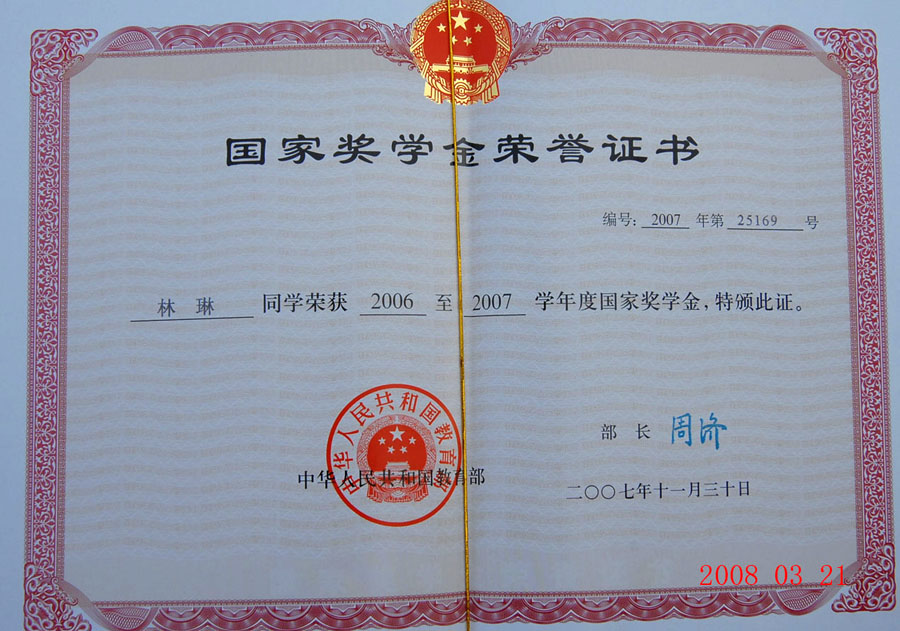 国家奖学金荣誉证书
编号: 2007 年第 25169 号
林琳 同学荣获 2006 至 2007 学年度国家奖学金,特颁此证。
中华人民共和国教育部
部长 周济
中华人民共和国教育部
二〇〇七年十一月三十日
2008 03 21